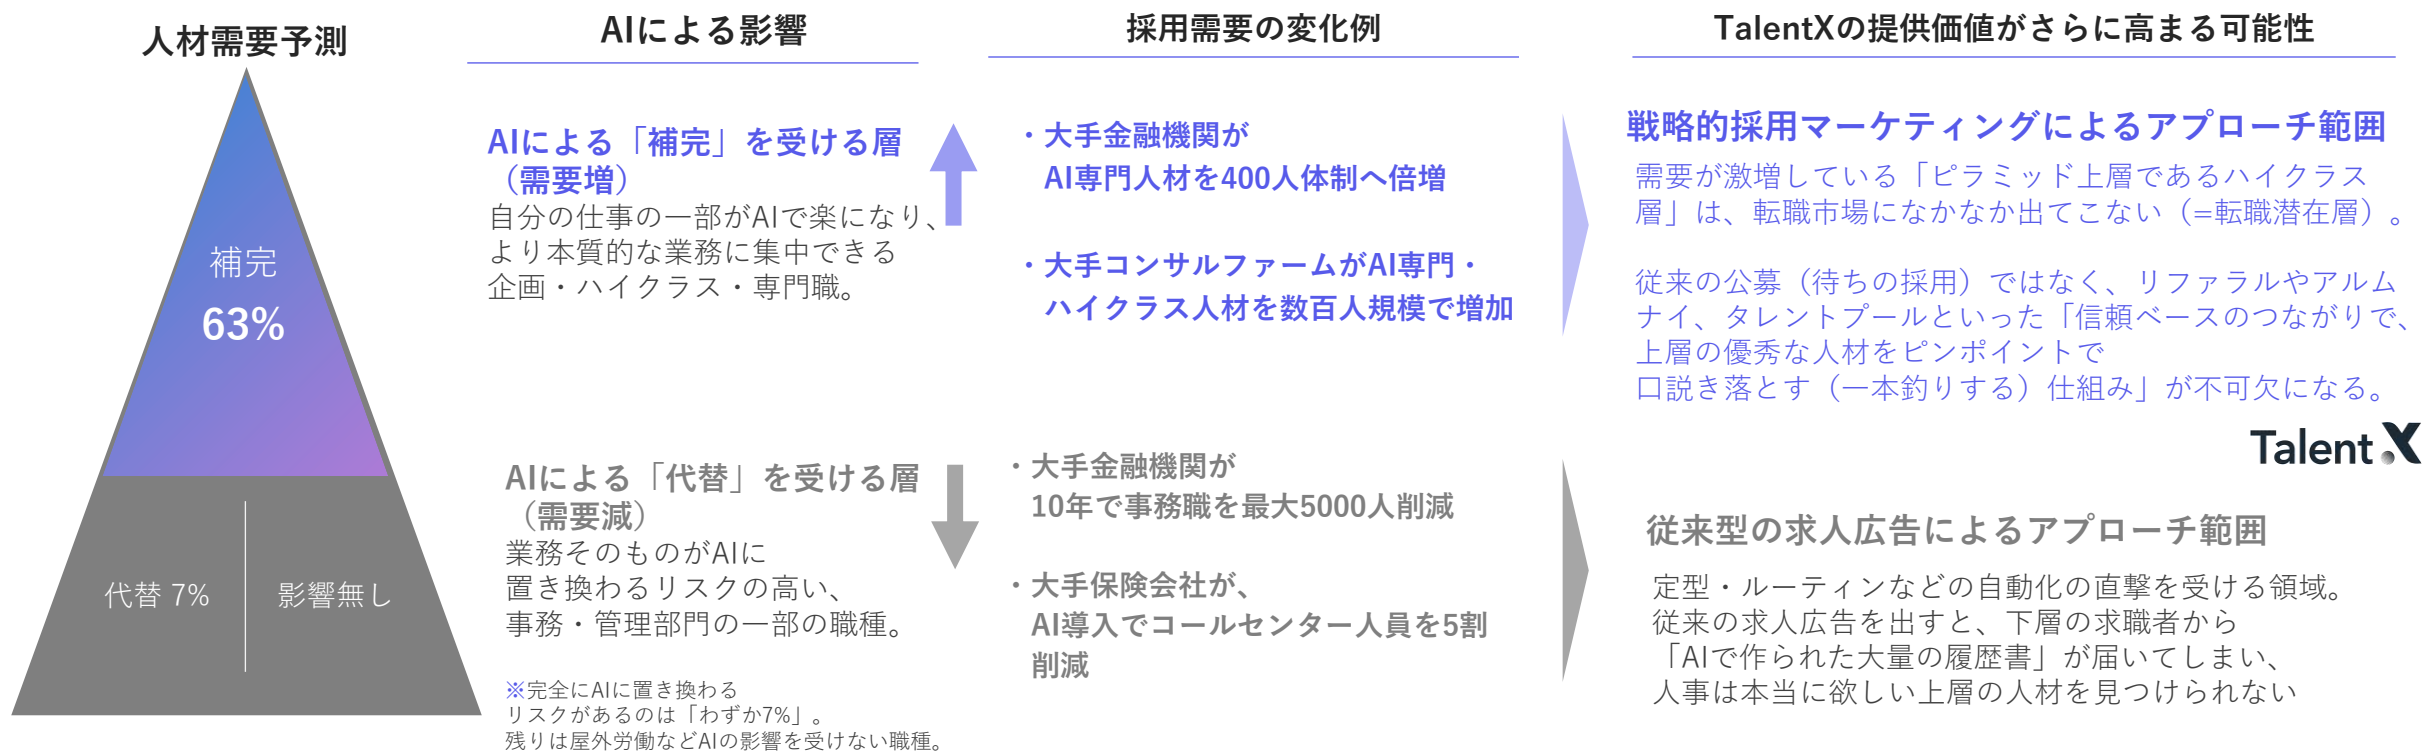 人材需要予測
補完
63%
代替 7%
影響無し
AIによる影響
AIによる「補完」を受ける層
（需要増）
自分の仕事の一部がAIで楽になり、
より本質的な業務に集中できる
企画・ハイクラス・専門職。
AIによる「代替」を受ける層
（需要減）
業務そのものがAIに
置き換わるリスクの高い、
事務・管理部門の一部の職種。
※完全にAIに置き換わる
リスクがあるのは「わずか7%」。
残りは屋外労働などAIの影響を受けない職種。
採用需要の変化例
・大手金融機関が
AI専門人材を400人体制へ倍増
・大手コンサルファームがAI専門・
ハイクラス人材を数百人規模で増加
・大手金融機関が
10年で事務職を最大5000人削減
・大手保険会社が、
AI導入でコールセンター人員を5割
削減
TalentXの提供価値がさらに高まる可能性
戦略的採用マーケティングによるアプローチ範囲
需要が激増している「ピラミッド上層であるハイクラス
層」は、転職市場になかなか出てこない（=転職潜在層）。
従来の公募（待ちの採用）ではなく、リファラルやアルム
ナイ、タレントプールといった「信頼ベースのつながりで、
上層の優秀な人材をピンポイントで
口説き落とす（一本釣りする）仕組み」が不可欠になる。
TalentX
従来型の求人広告によるアプローチ範囲
定型・ルーティンなどの自動化の直撃を受ける領域。
従来の求人広告を出すと、下層の求職者から
「AIで作られた大量の履歴書」が届いてしまい、
人事は本当に欲しい上層の人材を見つけられない